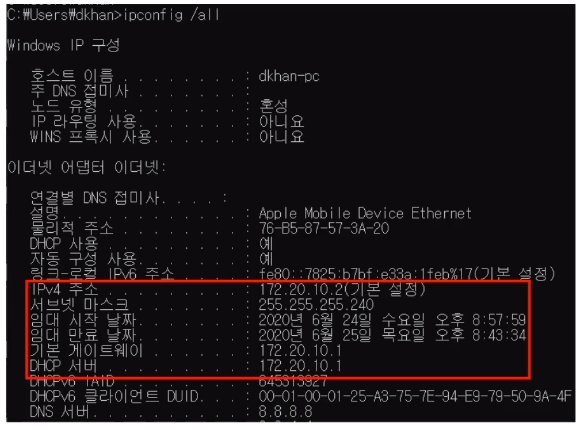 C:\Users\dkhan>ipconfig /all
Windows IP 구성
호스트 이름 . . . . . . . . : dkhan-pc
주 DNS 접미사 . . . . . . . :
노드 유형 . . . . . . . . . : 혼성
IP 라우팅 사용. . . . . . . : 아니요
WINS 프록시 사용. . . . . . : 아니요
이더넷 어댑터 이더넷:
연결별 DNS 접미사. . . . :
설명. . . . . . . . . . . . : Apple Mobile Device Ethernet
물리적 주소 . . . . . . . . : 76-B5-87-57-3A-20
DHCP 사용 . . . . . . . . . : 예
자동 구성 사용. . . . . . . : 예
링크-로컬 IPv6 주소 . . . . : fe80::7825:b7bf:e33a:1feb%17(기본 설정)
IPv4 주소 . . . . . . . . . : 172.20.10.2(기본 설정)
서브넷 마스크 . . . . . . . : 255.255.255.240
임대 시작 날짜. . . . . . . : 2020년 6월 24일 수요일 오후 8:57:59
임대 만료 날짜. . . . . . . : 2020년 6월 25일 목요일 오후 8:43:34
기본 게이트웨이 . . . . . . : 172.20.10.1
DHCP 서버 . . . . . . . . . : 172.20.10.1
DHCPv6 IAID . . . . . . . . : 645313927
DHCPv6 클라이언트 DUID. . . : 00-01-00-01-25-A3-75-7E-94-E9-79-50-9A-4F
DNS 서버. . . . . . . . . . : 8.8.8.8